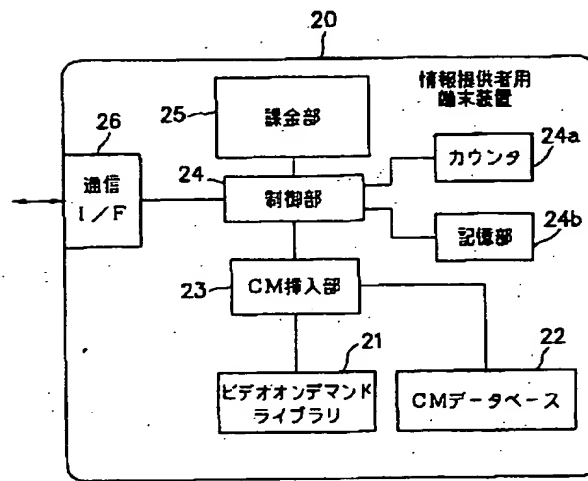 20
情報提供者用
端末装置
25
課金部
26
通信
I/F
24
制御部
カウンタ
24a
記憶部
24b
23
CM挿入部
21
ビデオオンデマンド
ライブラリ
22
CMデータベース